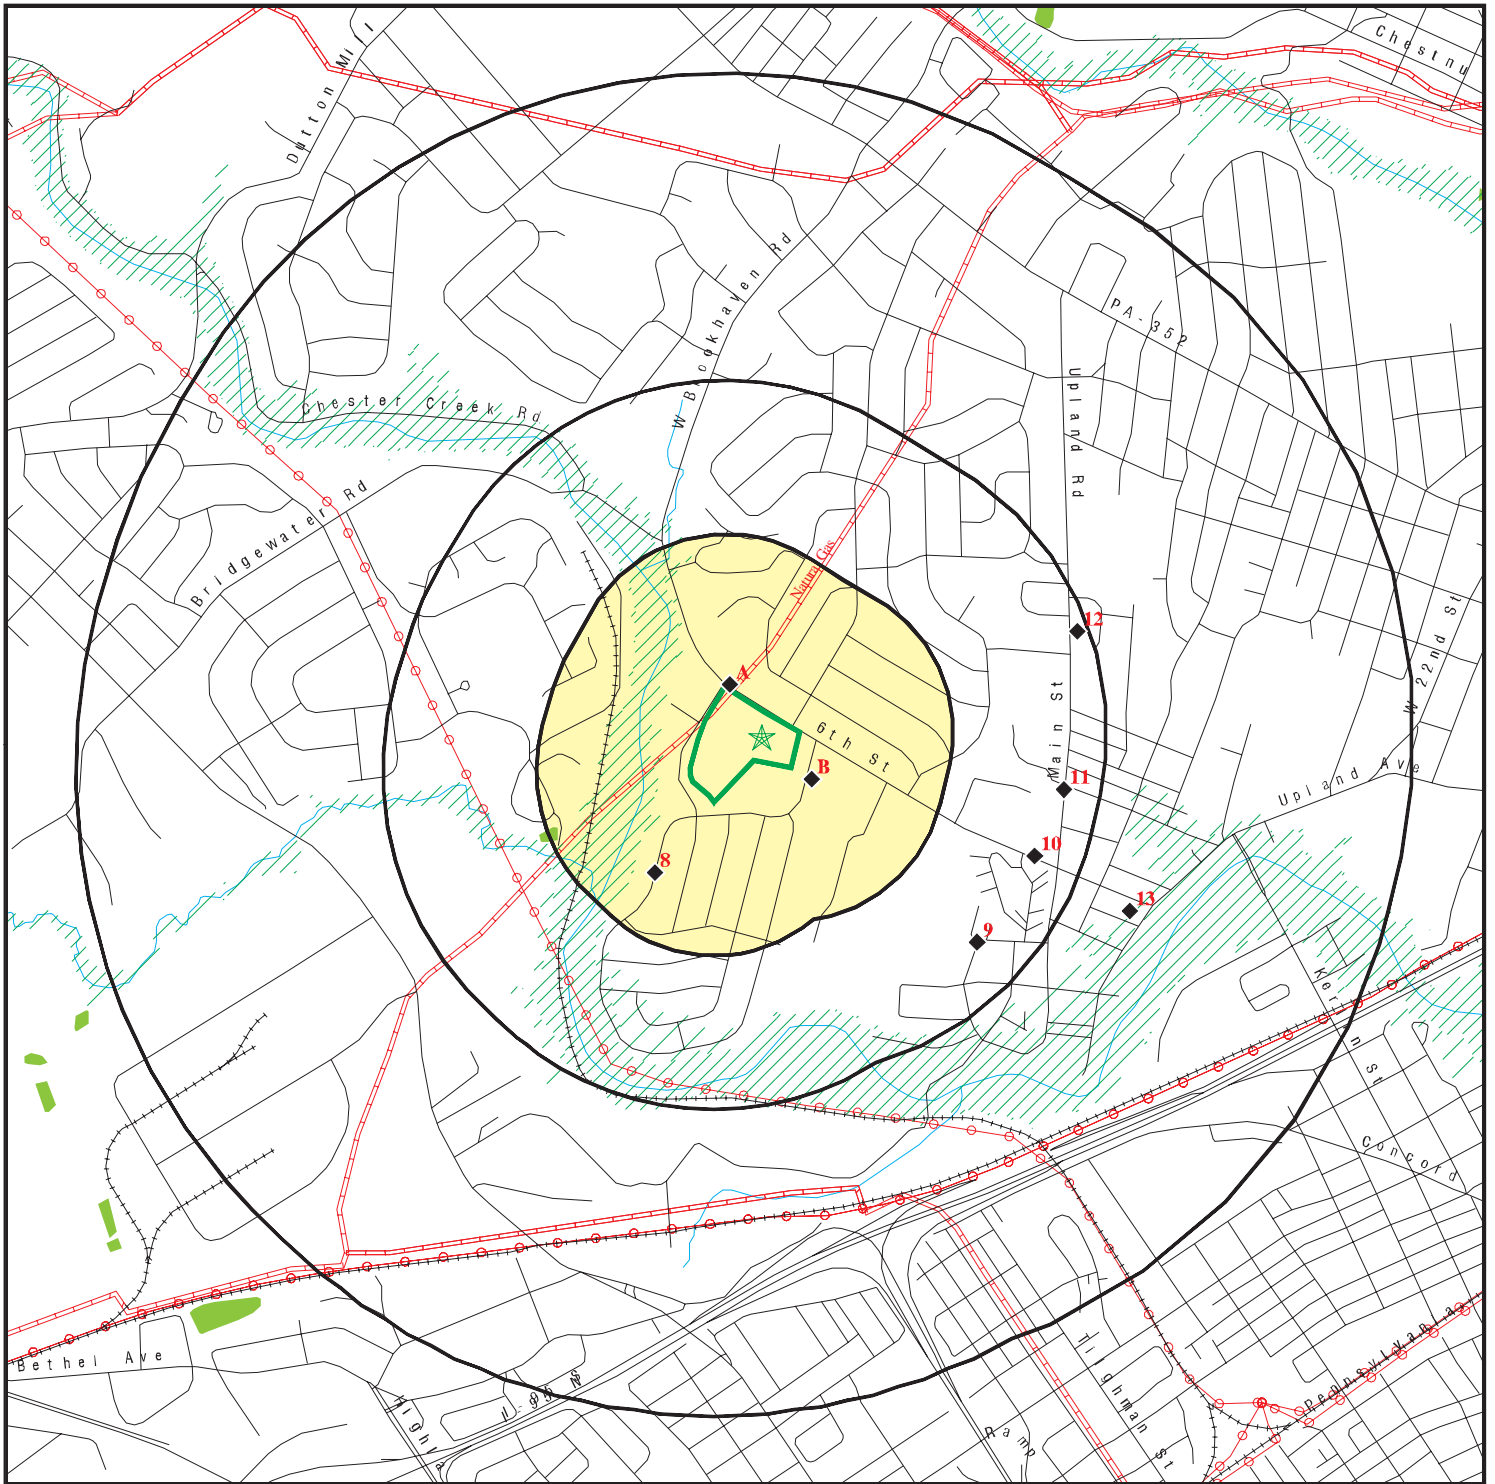 Chestnu
Dutton Mill
W Brookhaven Rd
PA-352
Chester Creek Rd
Upland Rd
Bridgewater Rd
Natural Gas
12
W 22nd St
A
Main St
6th St
B
11
Upland Ave
10
8
13
9
Kerlin St
Concord
Bethel Ave
Highla
I-95 N
Ramp
Tilghman St
Pennsylvania